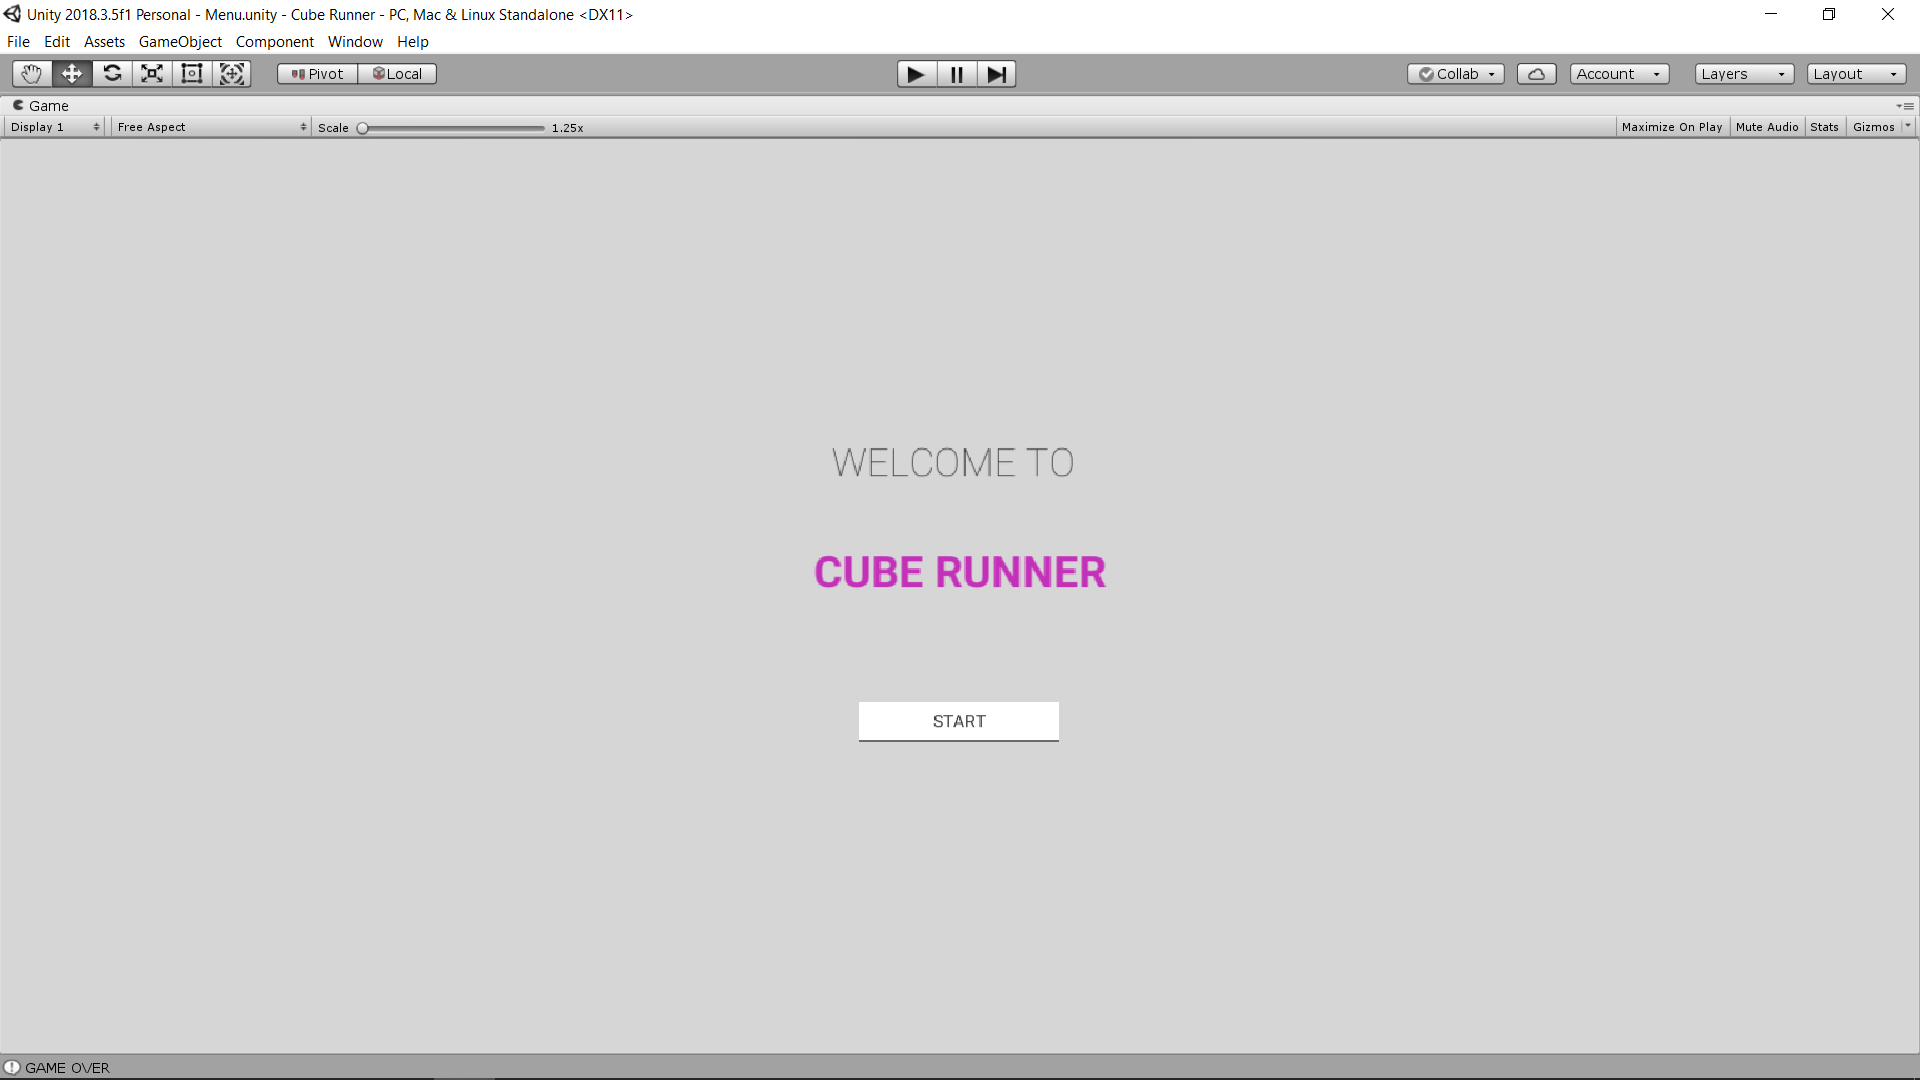 Unity 2018.3.5f1 Personal - Menu.unity - Cube Runner - PC, Mac & Linux Standalone <DX11>
File Edit Assets GameObject Component Window Help
Pivot Local Collab Account Layers Layout
Game
Display 1 Free Aspect Scale 1.25x Maximize On Play Mute Audio Stats Gizmos
WELCOME TO
CUBE RUNNER
START
GAME OVER